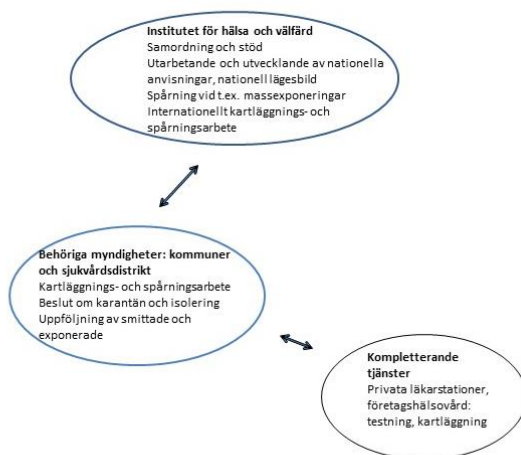 Institutet för hälsa och välfärd
Samordning och stöd
Utarbetande och utvecklande av nationella
anvisningar, nationell lägesbild
Spårning vid t.ex. massexponeringar
Internationellt kartläggnings- och
spårningsarbete
Behöriga myndigheter: kommuner
och sjukvårdsdistrikt
Kartläggnings- och spårningsarbete
Beslut om karantän och isolering
Uppföljning av smittade och
exponerade
Kompletterande
tjänster
Privata läkarstationer,
företagshälsovård:
testning, kartläggning